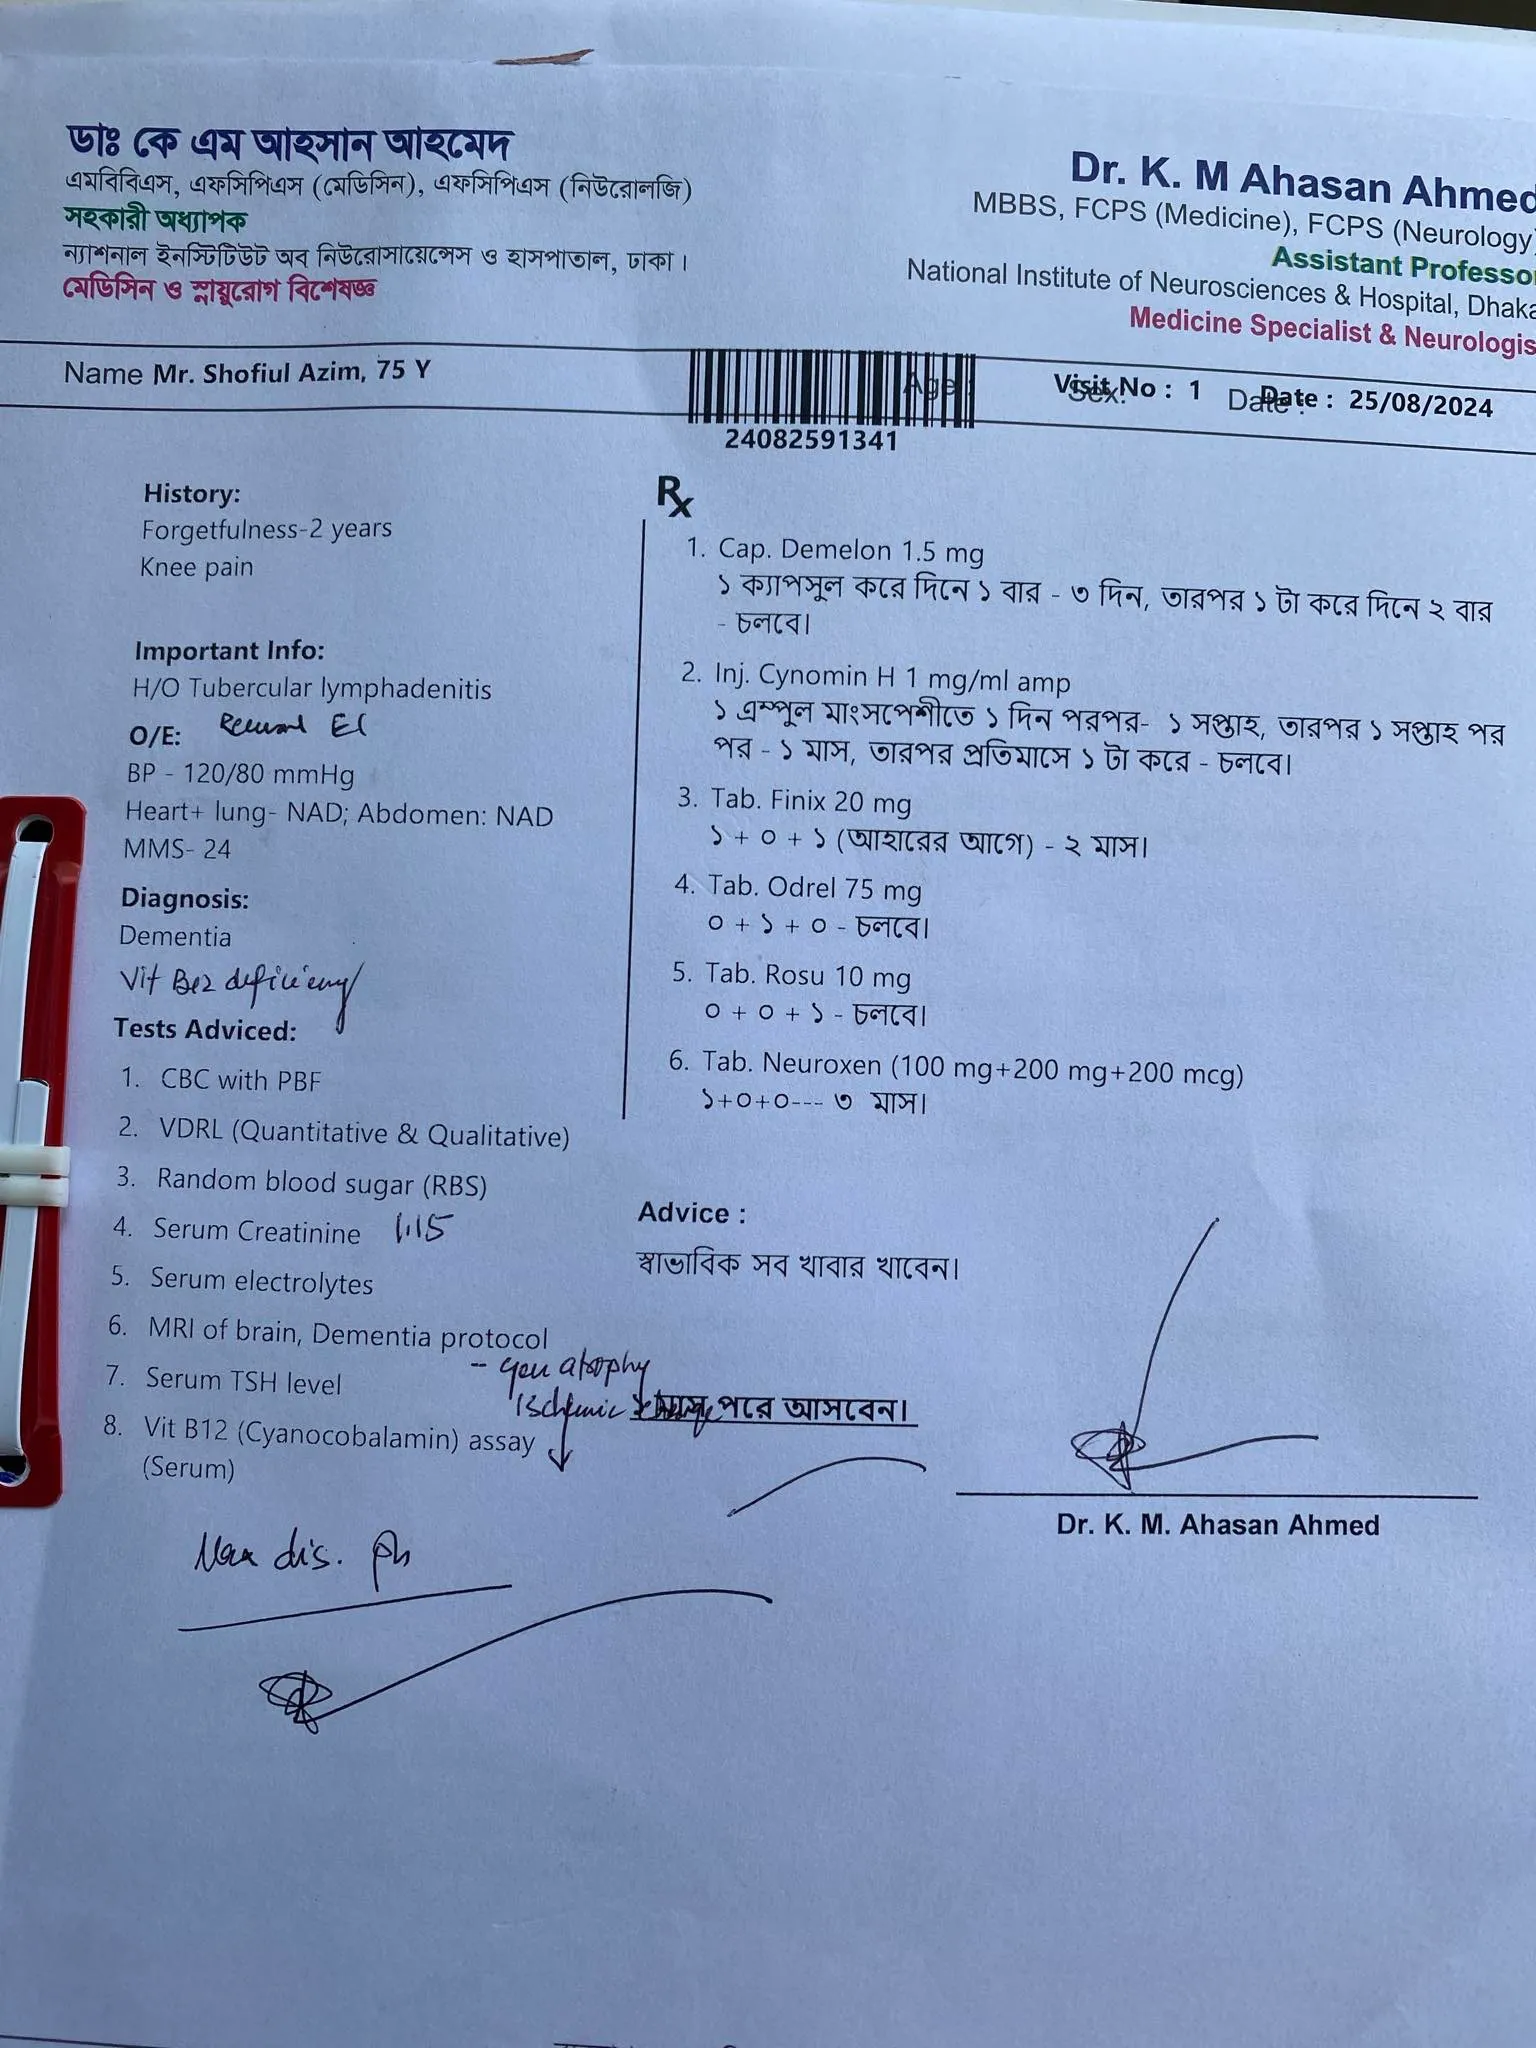 ডাঃ কে এম আহসান আহমেদ
এমবিবিএস, এফসিপিএস (মেডিসিন), এফসিপিএস (নিউরোলজি)
সহকারী অধ্যাপক
ন্যাশনাল ইনস্টিটিউট অব নিউরোসায়েন্সেস ও হাসপাতাল, ঢাকা।
মেডিসিন ও স্নায়ুরোগ বিশেষজ্ঞ
Dr. K. M Ahasan Ahmed
MBBS, FCPS (Medicine), FCPS (Neurology)
Assistant Professor
National Institute of Neurosciences & Hospital, Dhaka
Medicine Specialist & Neurologis
Name Mr. Shofiul Azim, 75 Y
Age :
Sex:
Visit No : 1
Date :
Date : 25/08/2024
24082591341
History:
Forgetfulness-2 years
Knee pain
Important Info:
H/O Tubercular lymphadenitis
O/E:
BP - 120/80 mmHg
Heart+ lung- NAD; Abdomen: NAD
MMS- 24
Diagnosis:
Dementia
Vit B12 deficiency
Tests Adviced:
1. CBC with PBF
2. VDRL (Quantitative & Qualitative)
3. Random blood sugar (RBS)
4. Serum Creatinine 1.15
5. Serum electrolytes
6. MRI of brain, Dementia protocol
- gen atrophy
Ischemic change
7. Serum TSH level
8. Vit B12 (Cyanocobalamin) assay
(Serum)
dis.
Rx
1. Cap. Demelon 1.5 mg
১ ক্যাপসুল করে দিনে ১ বার - ৩ দিন, তারপর ১ টা করে দিনে ২ বার
- চলবে।
2. Inj. Cynomin H 1 mg/ml amp
১ এম্পুল মাংসপেশীতে ১ দিন পরপর- ১ সপ্তাহ, তারপর ১ সপ্তাহ পর
পর - ১ মাস, তারপর প্রতিমাসে ১ টা করে - চলবে।
3. Tab. Finix 20 mg
১ + ০ + ১ (আহারের আগে) - ২ মাস।
4. Tab. Odrel 75 mg
০ + ১ + ০ - চলবে।
5. Tab. Rosu 10 mg
০ + ০ + ১ - চলবে।
6. Tab. Neuroxen (100 mg+200 mg+200 mcg)
১+০+০--- ৩ মাস।
Advice :
স্বাভাবিক সব খাবার খাবেন।
মাস পরে আসবেন।
Dr. K. M. Ahasan Ahmed